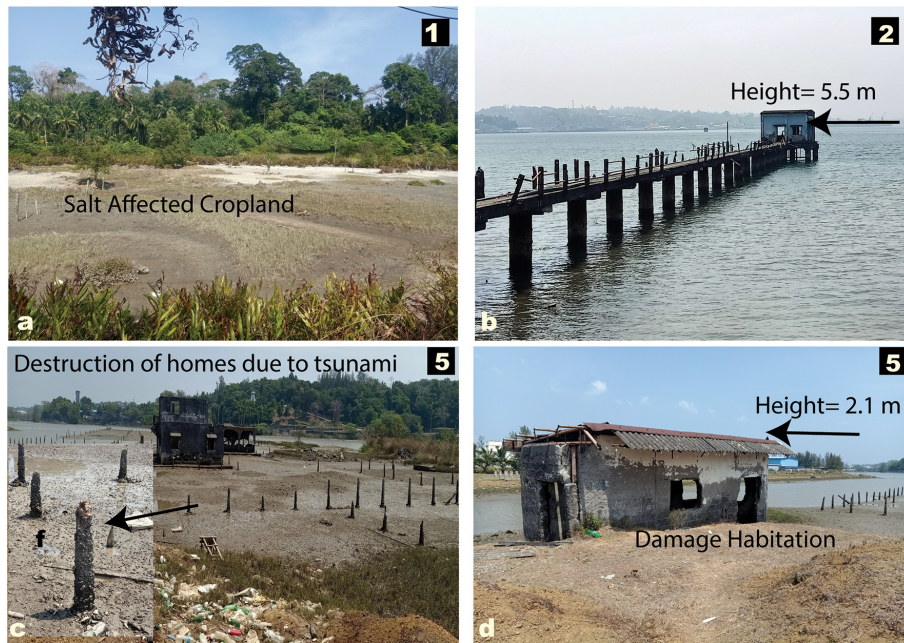 1
Salt Affected Cropland
a
2
Height= 5.5 m
b
Destruction of homes due to tsunami
5
f
c
5
Height= 2.1 m
Damage Habitation
d